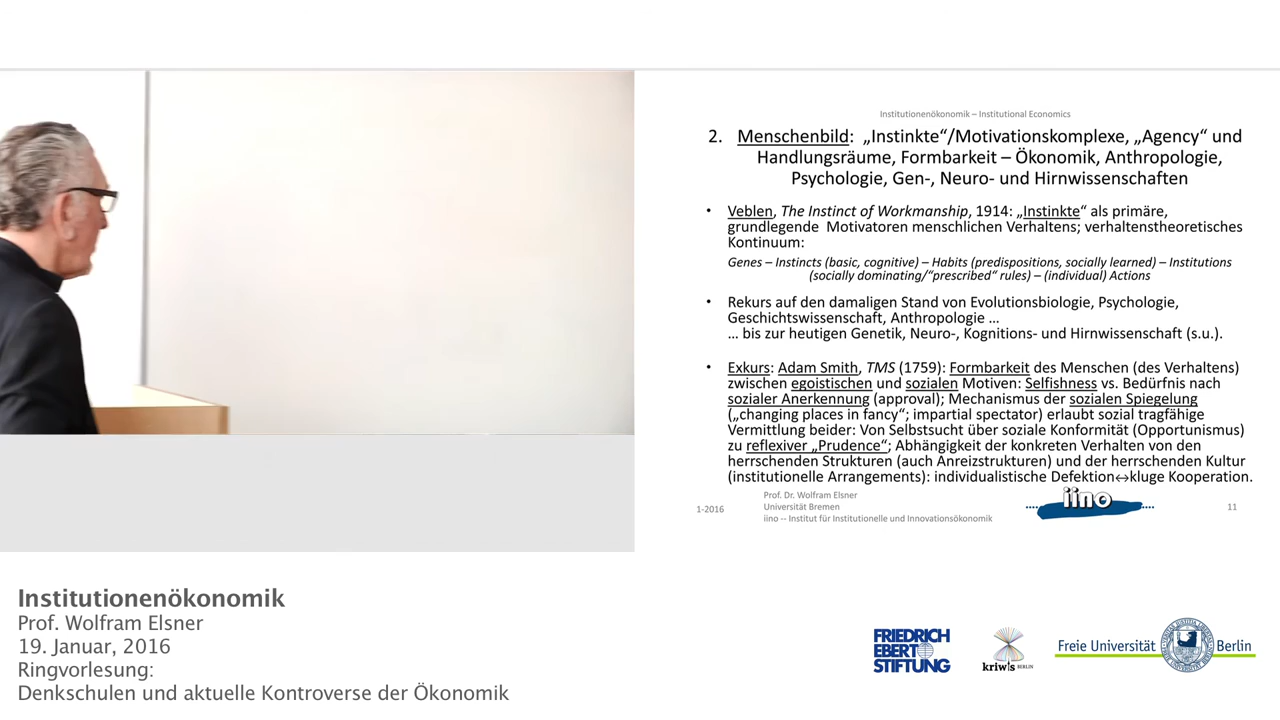 Institutionenökonomik – Institutional Economics
2. Menschenbild: „Instinkte“/Motivationskomplexe, „Agency“ und
Handlungsräume, Formbarkeit – Ökonomik, Anthropologie,
Psychologie, Gen-, Neuro- und Hirnwissenschaften
• Veblen, The Instinct of Workmanship, 1914: „Instinkte“ als primäre,
grundlegende Motivatoren menschlichen Verhaltens; verhaltenstheoretisches
Kontinuum:
Genes – Instincts (basic, cognitive) – Habits (predispositions, socially learned) – Institutions
(socially dominating/“prescribed“ rules) – (individual) Actions
• Rekurs auf den damaligen Stand von Evolutionsbiologie, Psychologie,
Geschichtswissenschaft, Anthropologie …
… bis zur heutigen Genetik, Neuro-, Kognitions- und Hirnwissenschaft (s.u.).
• Exkurs: Adam Smith, TMS (1759): Formbarkeit des Menschen (des Verhaltens)
zwischen egoistischen und sozialen Motiven: Selfishness vs. Bedürfnis nach
sozialer Anerkennung (approval); Mechanismus der sozialen Spiegelung
(„changing places in fancy“; impartial spectator) erlaubt sozial tragfähige
Vermittlung beider: Von Selbstsucht über soziale Konformität (Opportunismus)
zu reflexiver „Prudence“; Abhängigkeit der konkreten Verhalten von den
herrschenden Strukturen (auch Anreizstrukturen) und der herrschenden Kultur
(institutionelle Arrangements): individualistische Defektion↔kluge Kooperation.
1-2016
Prof. Dr. Wolfram Elsner
Universität Bremen
iino -- Institut für Institutionelle und Innovationsökonomik
iino
11
Institutionenökonomik
Prof. Wolfram Elsner
19. Januar, 2016
Ringvorlesung:
Denkschulen und aktuelle Kontroverse der Ökonomik
FRIEDRICH
EBERT
STIFTUNG
kriwis BERLIN
Freie Universität Berlin